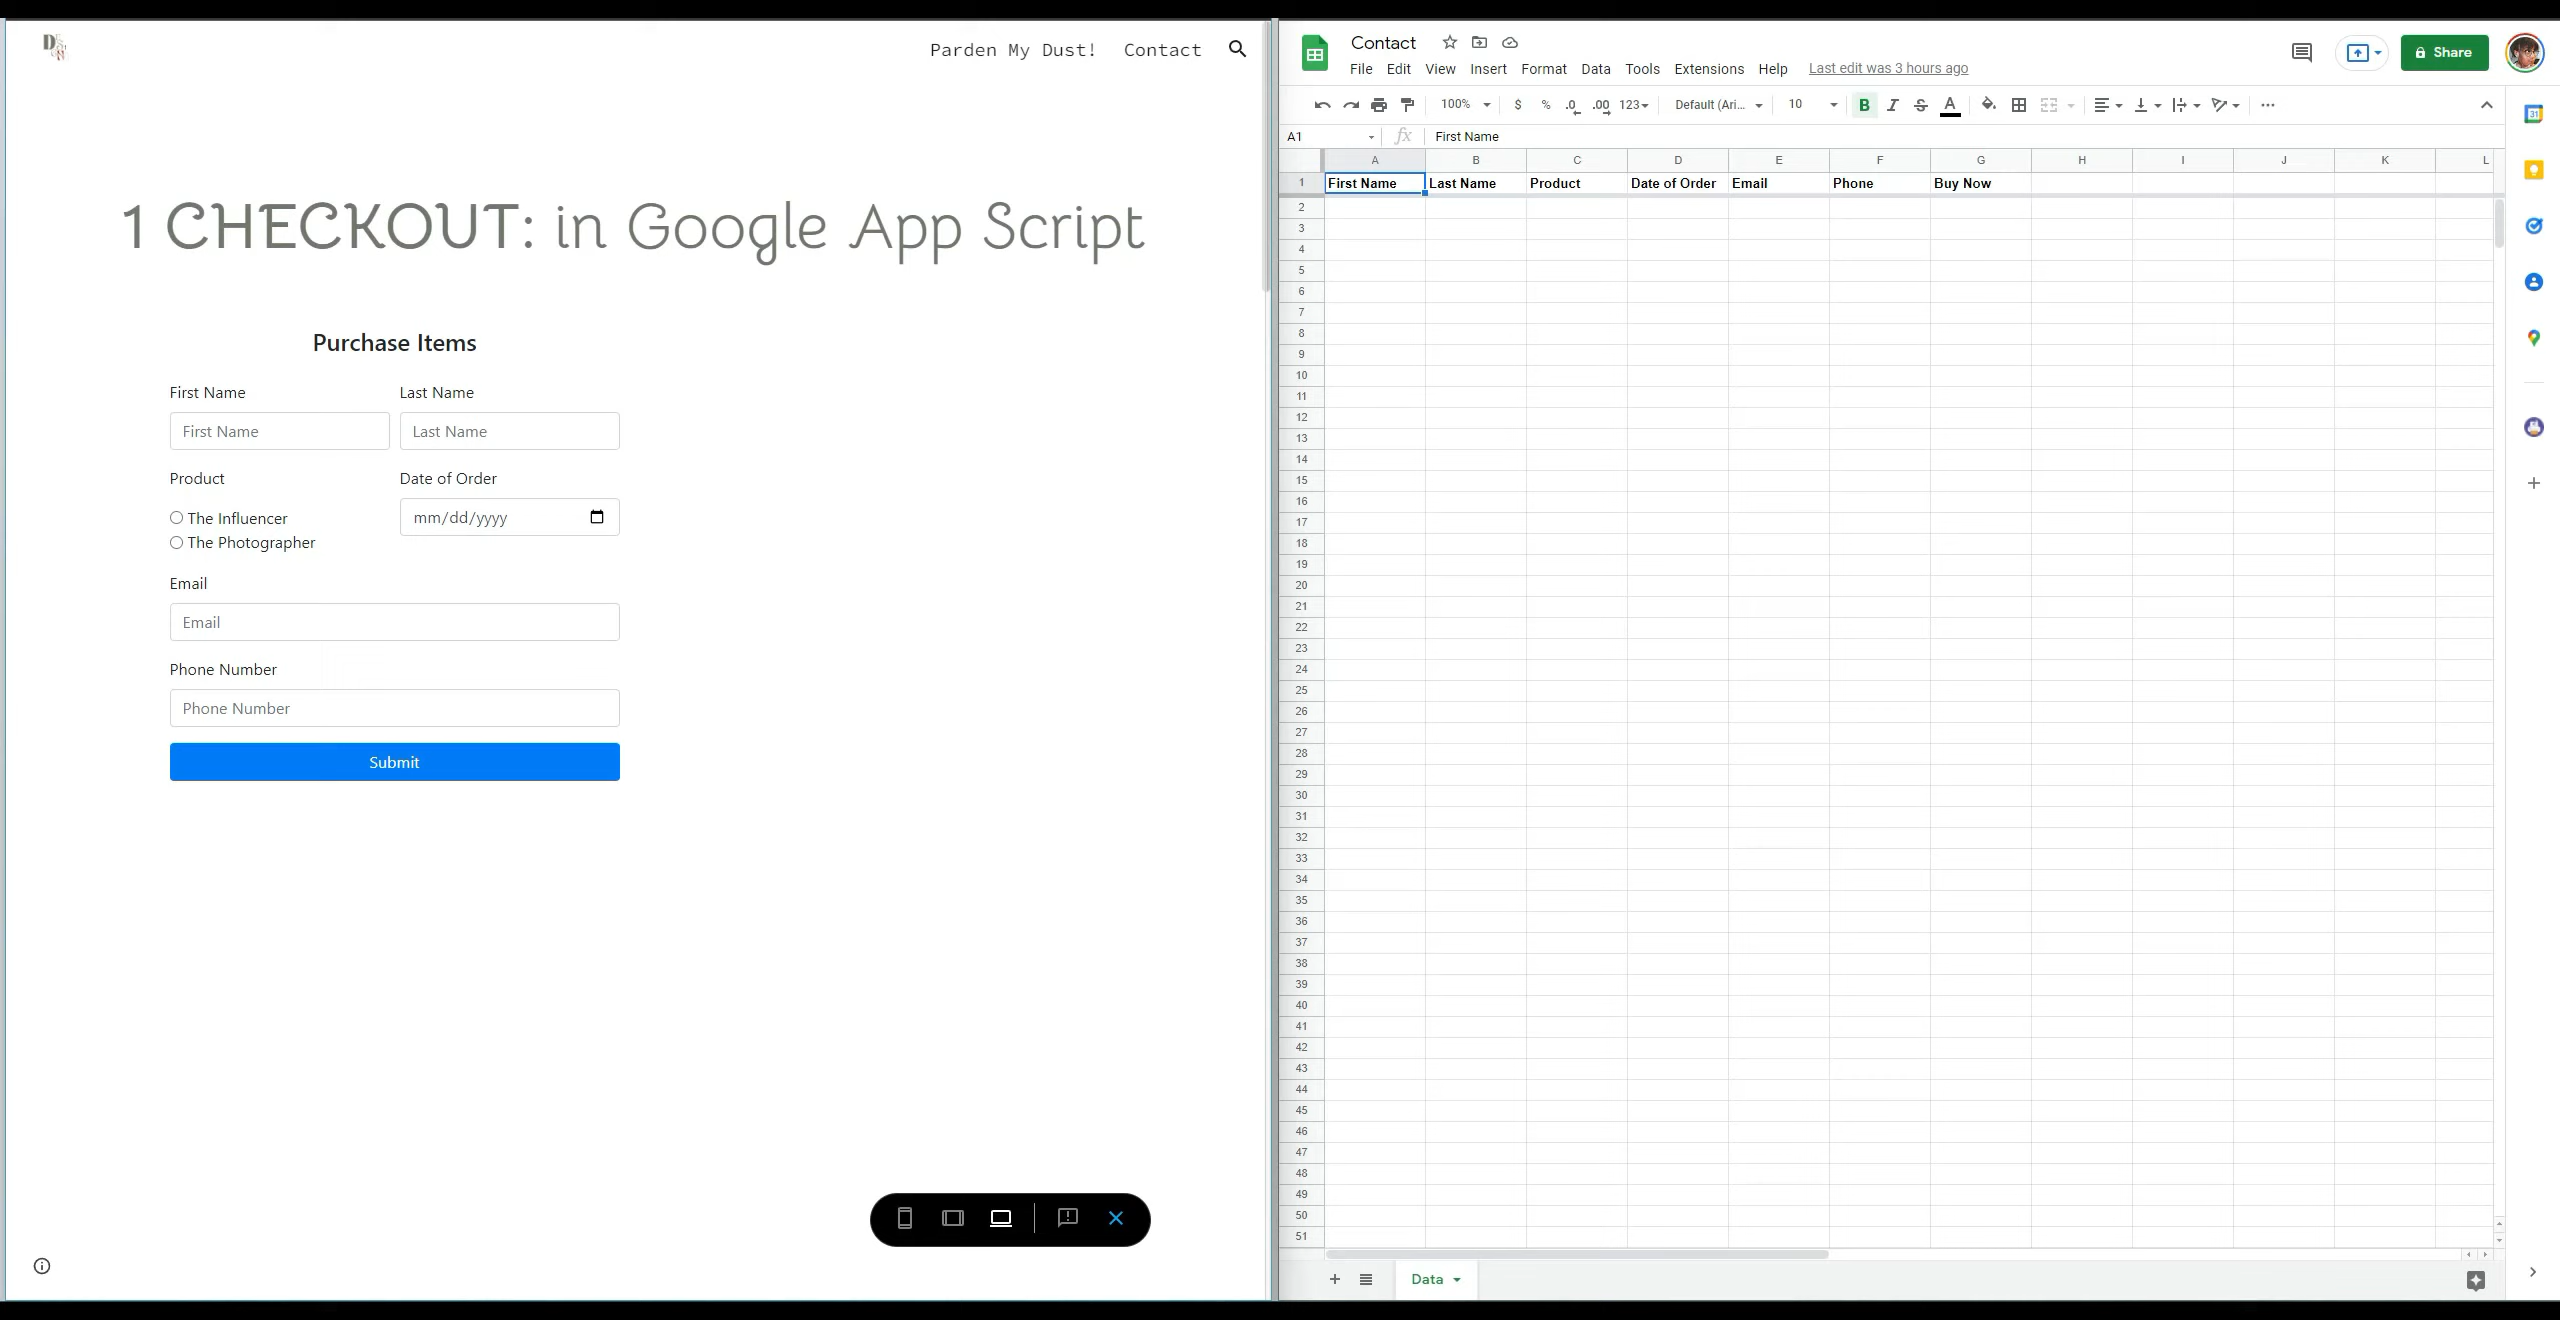 Parden My Dust! Contact
1 CHECKOUT: in Google App Script
Purchase Items
First Name Last Name
First Name Last Name
Product Date of Order
The Influencer mm/dd/yyyy
The Photographer
Email
Email
Phone Number
Phone Number
Submit
Contact
File Edit View Insert Format Data Tools Extensions Help Last edit was 3 hours ago
Share
100% $ % .0 .00 123 Default (Ari... 10 B I S A
A1 fx First Name
A B C D E F G H I J K L
1 First Name Last Name Product Date of Order Email Phone Buy Now
2
3
4
5
6
7
8
9
10
11
12
13
14
15
16
17
18
19
20
21
22
23
24
25
26
27
28
29
30
31
32
33
34
35
36
37
38
39
40
41
42
43
44
45
46
47
48
49
50
51
Data
31